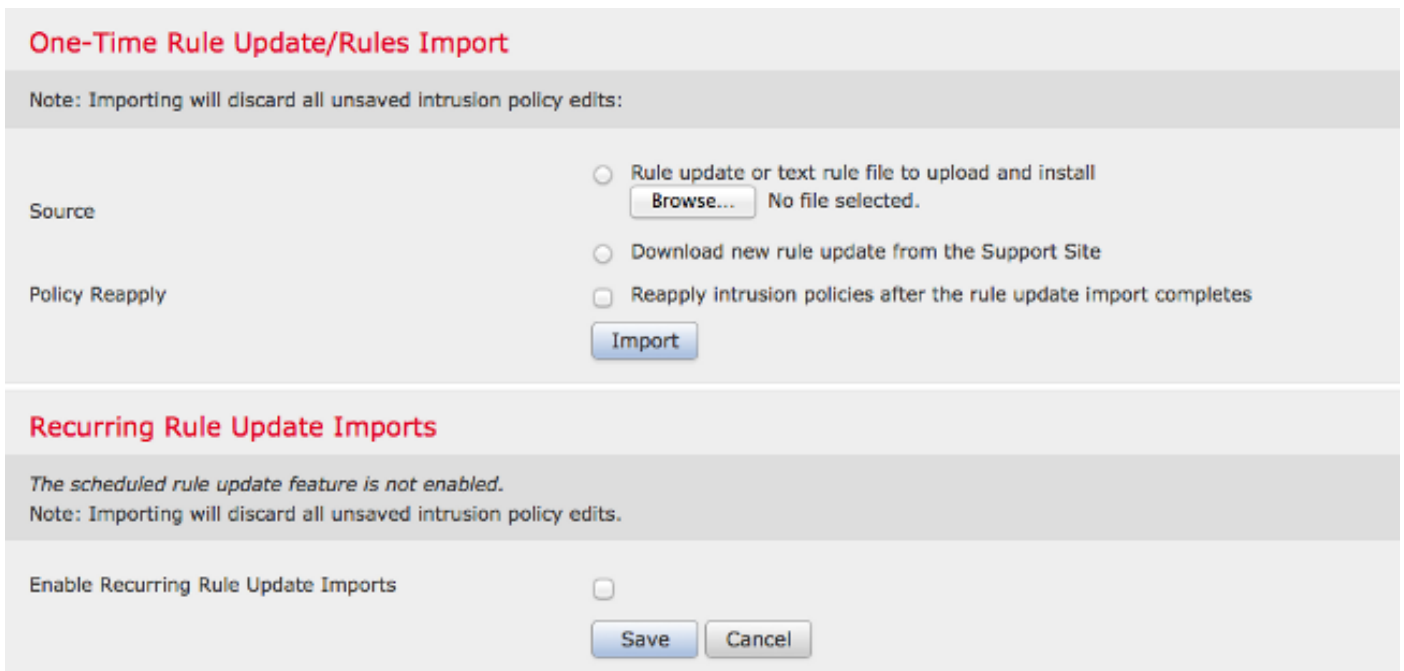 One-Time Rule Update/Rules Import
Note: Importing will discard all unsaved intrusion policy edits:
Source
Rule update or text rule file to upload and install
Browse... No file selected.
Download new rule update from the Support Site
Policy Reapply
Reapply intrusion policies after the rule update import completes
Import
Recurring Rule Update Imports
The scheduled rule update feature is not enabled.
Note: Importing will discard all unsaved intrusion policy edits.
Enable Recurring Rule Update Imports
Save Cancel